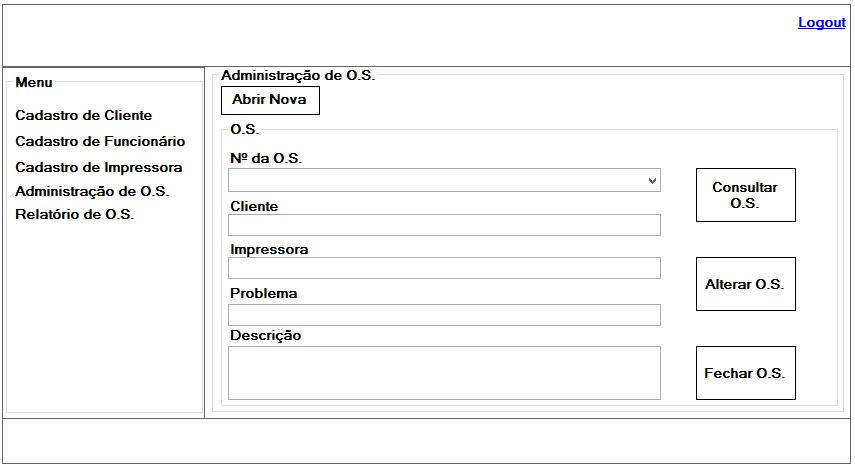 Logout
Menu
Cadastro de Cliente
Cadastro de Funcionário
Cadastro de Impressora
Administração de O.S.
Relatório de O.S.
Administração de O.S.
Abrir Nova
O.S.
Nº da O.S.
Cliente
Impressora
Problema
Descrição
Consultar
O.S.
Alterar O.S.
Fechar O.S.